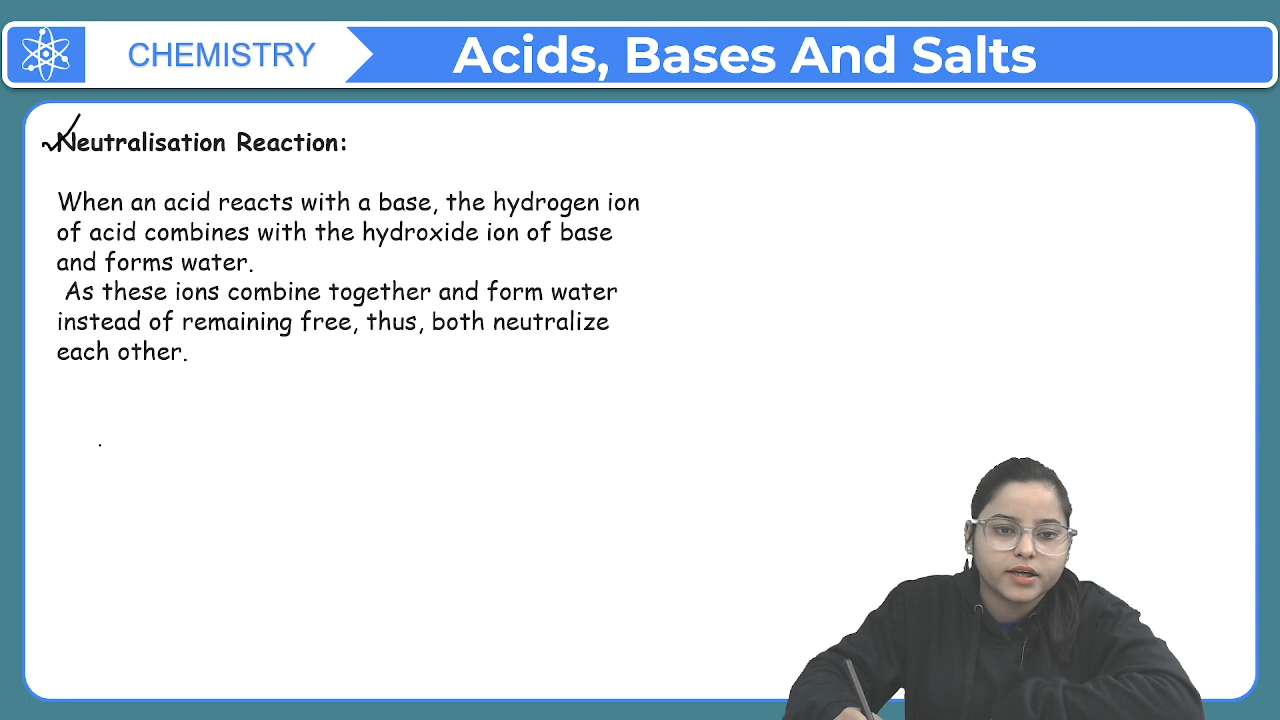 CHEMISTRY
Acids, Bases And Salts
Neutralisation Reaction:
When an acid reacts with a base, the hydrogen ion
of acid combines with the hydroxide ion of base
and forms water.
As these ions combine together and form water
instead of remaining free, thus, both neutralize
each other.